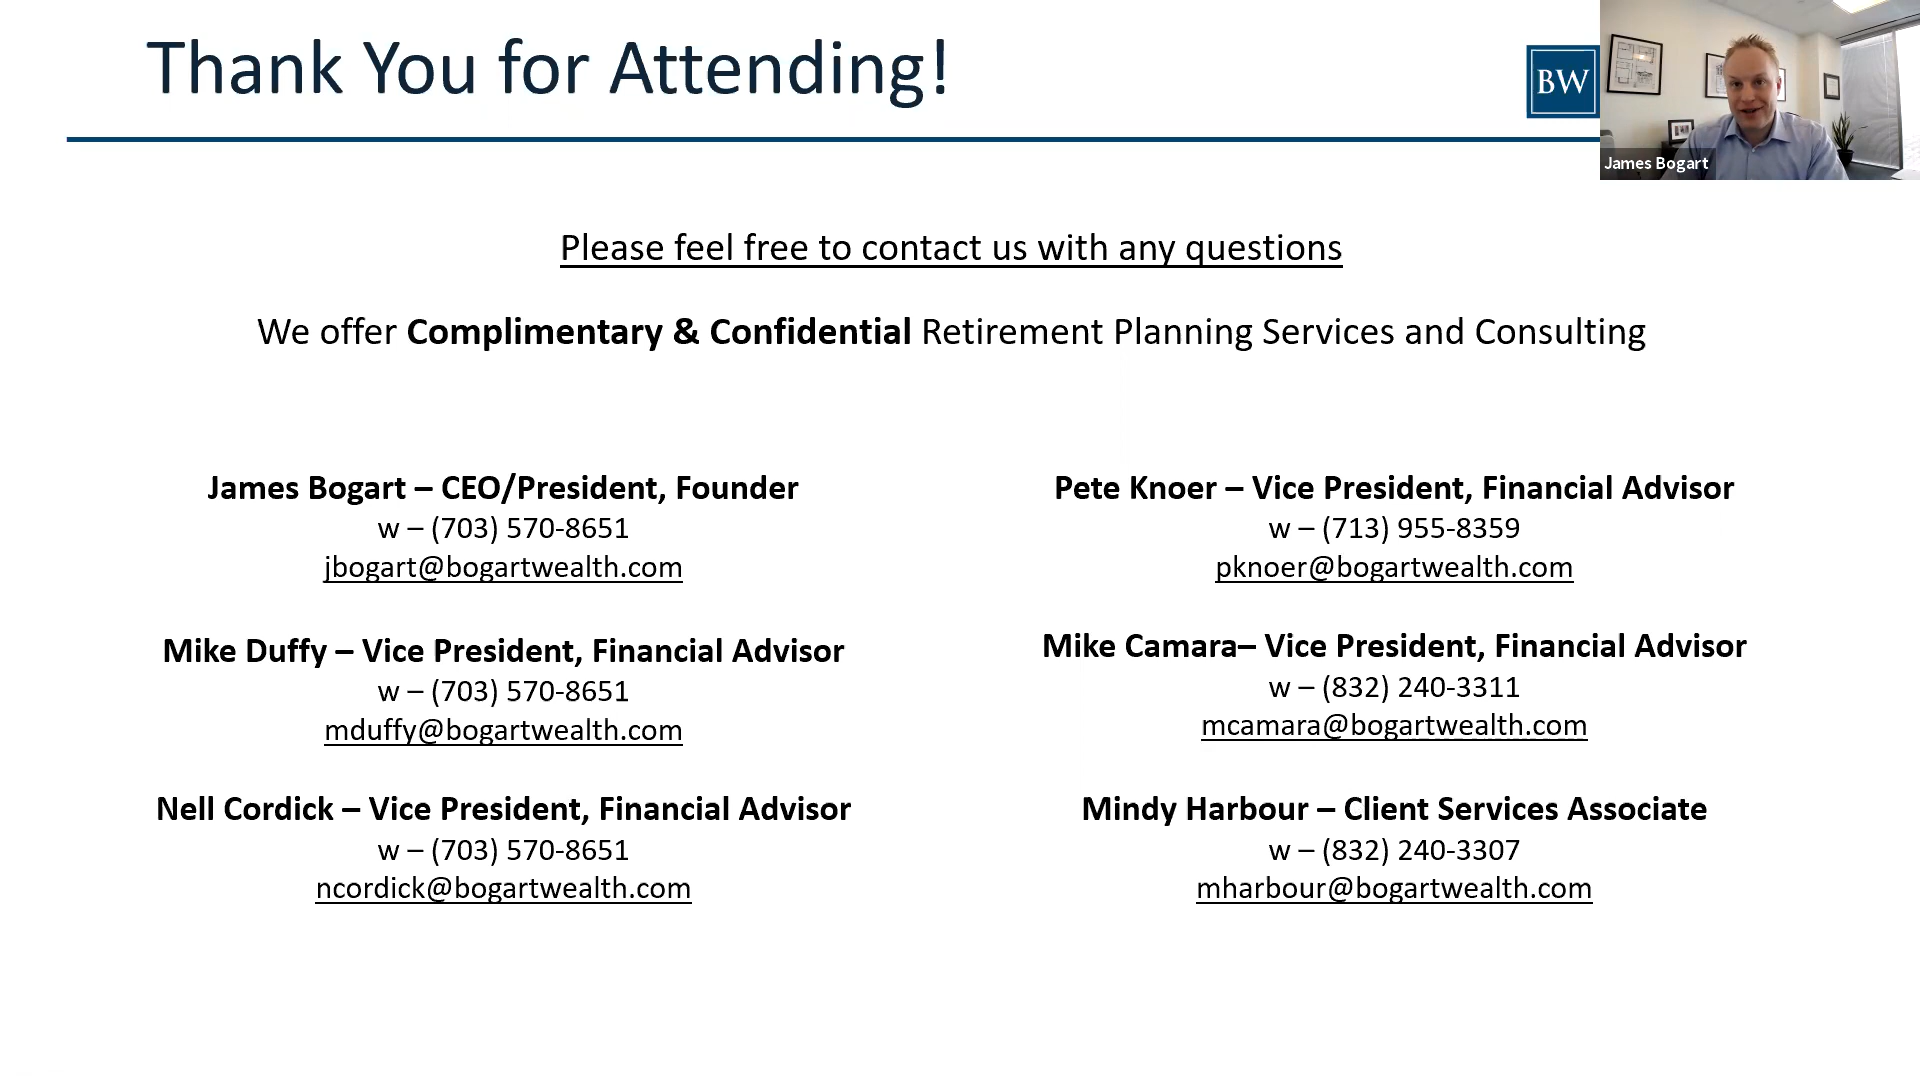 Thank You for Attending!
BW
James Bogart
Please feel free to contact us with any questions
We offer Complimentary & Confidential Retirement Planning Services and Consulting
James Bogart – CEO/President, Founder
w – (703) 570-8651
jbogart@bogartwealth.com
Mike Duffy – Vice President, Financial Advisor
w – (703) 570-8651
mduffy@bogartwealth.com
Nell Cordick – Vice President, Financial Advisor
w – (703) 570-8651
ncordick@bogartwealth.com
Pete Knoer – Vice President, Financial Advisor
w – (713) 955-8359
pknoer@bogartwealth.com
Mike Camara– Vice President, Financial Advisor
w – (832) 240-3311
mcamara@bogartwealth.com
Mindy Harbour – Client Services Associate
w – (832) 240-3307
mharbour@bogartwealth.com